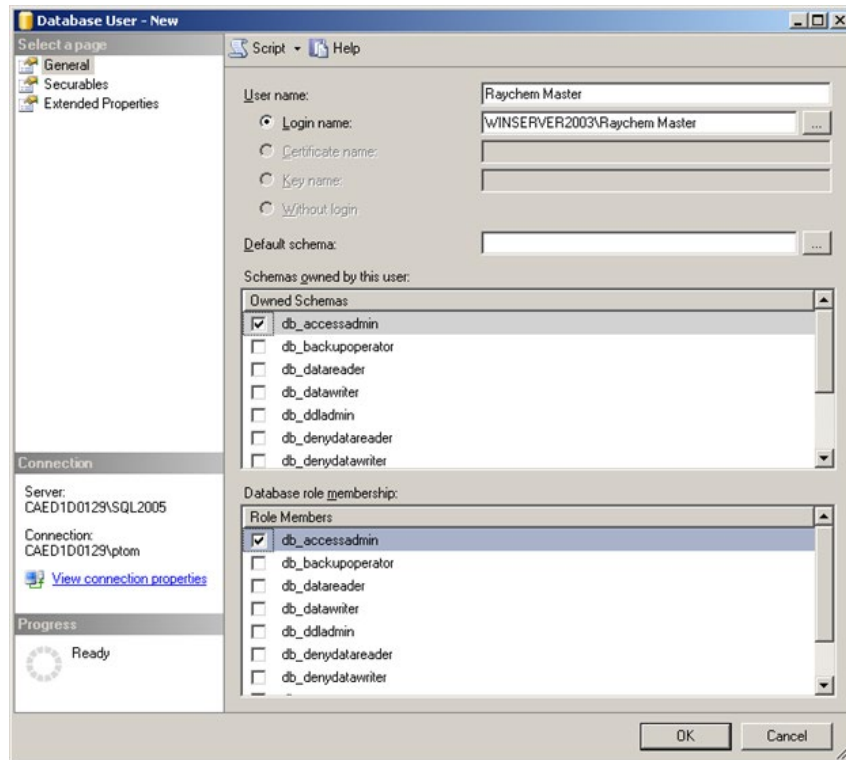 Database User - New
Select a page
General
Securables
Extended Properties
Script
Help
User name:
Raychem Master
Login name:
WINSERVER2003\Raychem Master
...
Certificate name:
Key name:
Without login
Default schema:
...
Schemas owned by this user:
Owned Schemas
db_accessadmin
db_backupoperator
db_datareader
db_datawriter
db_ddladmin
db_denydatareader
db_denydatawriter
Connection
Server:
CAED1D0129\SQL2005
Connection:
CAED1D0129\ptom
View connection properties
Progress
Ready
Database role membership:
Role Members
db_accessadmin
db_backupoperator
db_datareader
db_datawriter
db_ddladmin
db_denydatareader
db_denydatawriter
OK
Cancel